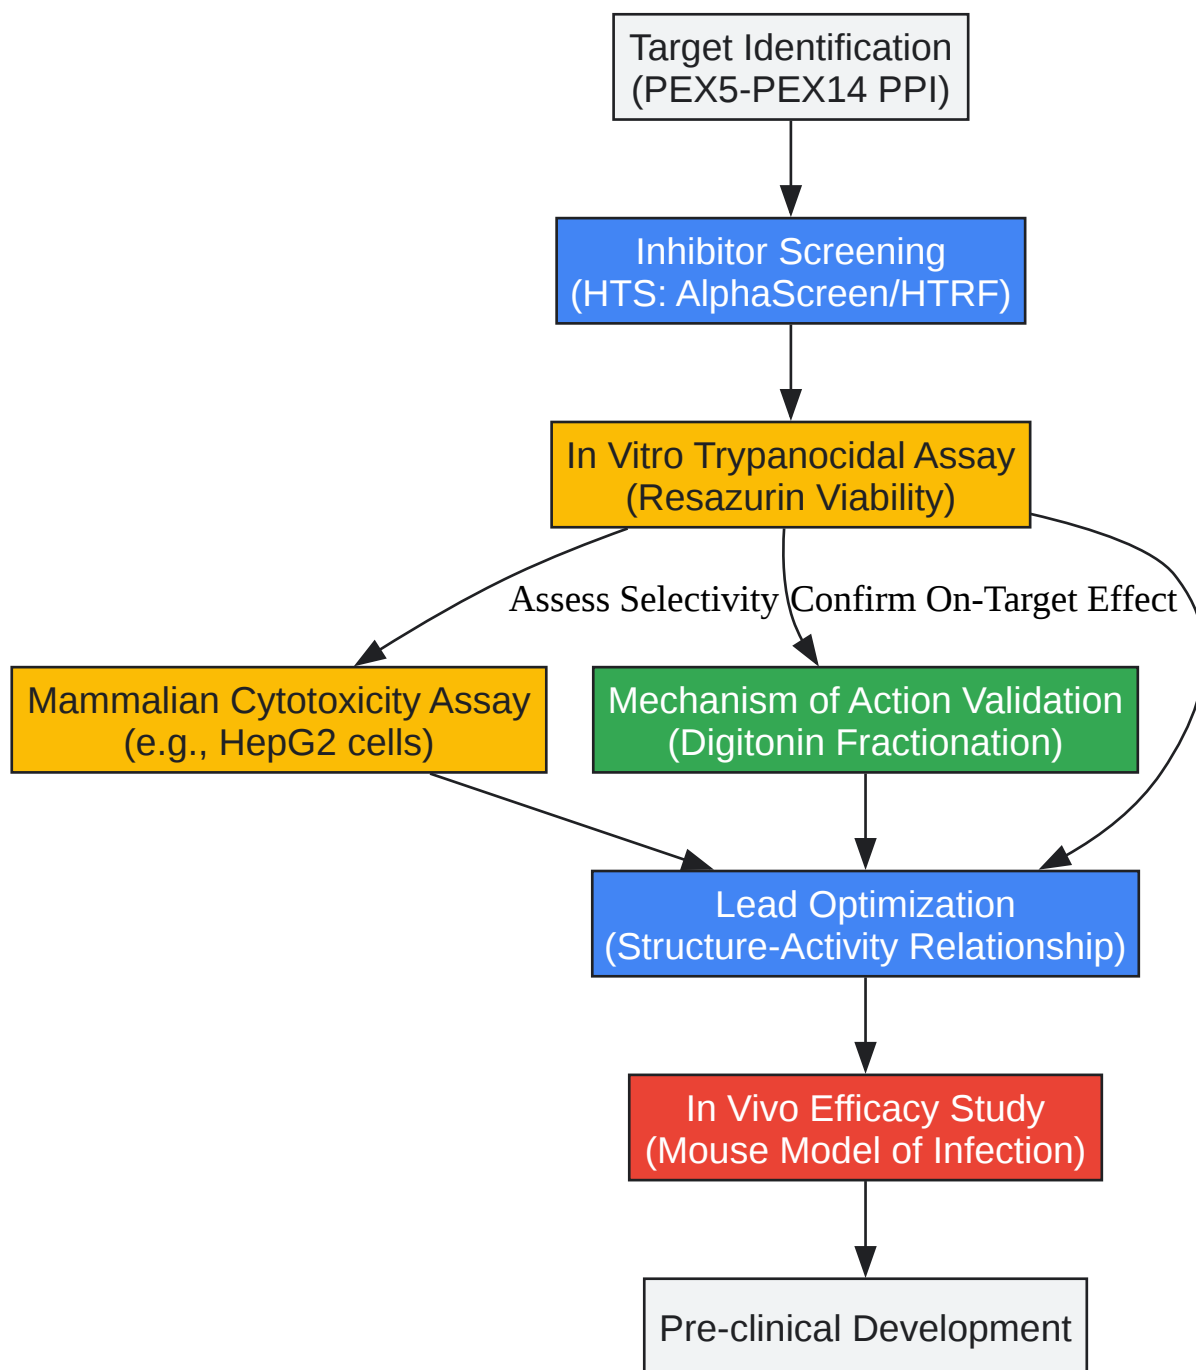 Target Identification
(PEX5-PEX14 PPI)
Inhibitor Screening
(HTS: AlphaScreen/HTRF)
In Vitro Trypanocidal Assay
(Resazurin Viability)
Assess Selectivity
Confirm On-Target Effect
Mammalian Cytotoxicity Assay
(e.g., HepG2 cells)
Mechanism of Action Validation
(Digitonin Fractionation)
Lead Optimization
(Structure-Activity Relationship)
In Vivo Efficacy Study
(Mouse Model of Infection)
Pre-clinical Development